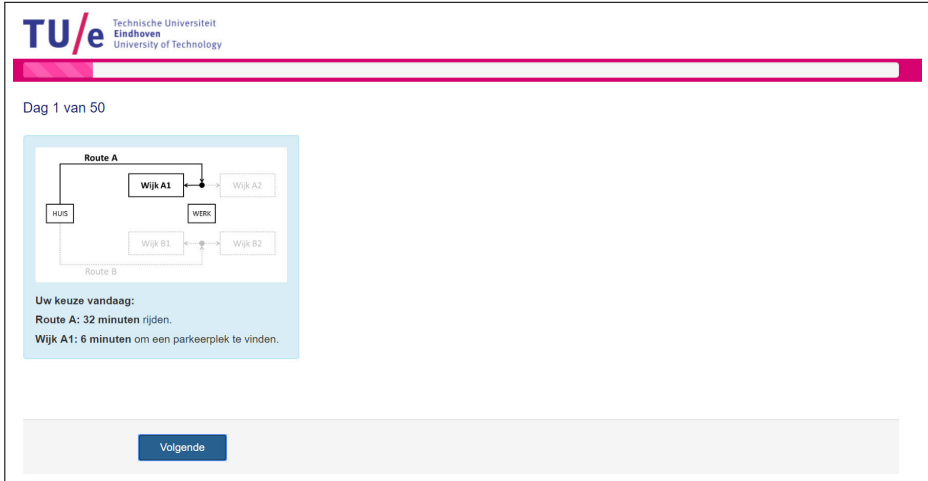 TU/e
Technische Universiteit
Eindhoven
University of Technology
Dag 1 van 50
Route A
Wijk A1
Wijk A2
HUIS
WERK
Wijk B1
Wijk B2
Route B
Uw keuze vandaag:
Route A: 32 minuten rijden.
Wijk A1: 6 minuten om een parkeerplek te vinden.
Volgende